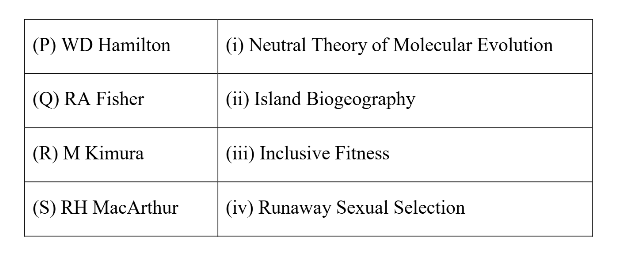 (P) WD Hamilton (i) Neutral Theory of Molecular Evolution
(Q) RA Fisher (ii) Island Biogeography
(R) M Kimura (iii) Inclusive Fitness
(S) RH MacArthur (iv) Runaway Sexual Selection